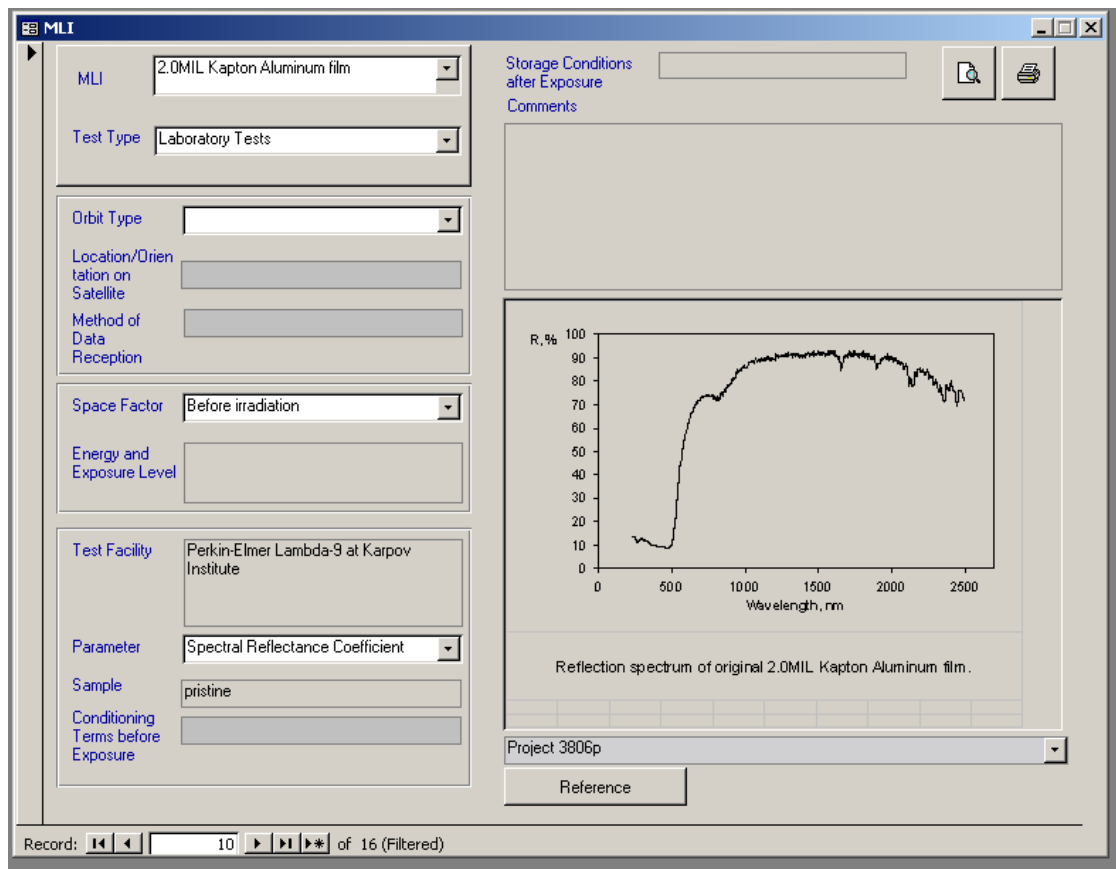 MLI
MLI
2.0MIL Kapton Aluminum film
Test Type
Laboratory Tests
Orbit Type
Location/Orien
tation on
Satellite
Method of
Data
Reception
Space Factor
Before irradiation
Energy and
Exposure Level
Test Facility
Perkin-Elmer Lambda-9 at Karpov
Institute
Parameter
Spectral Reflectance Coefficient
Sample
pristine
Conditioning
Terms before
Exposure
Storage Conditions
after Exposure
Comments
R,%
100
90
80
70
60
50
40
30
20
10
0
0 500 1000 1500 2000 2500
Wavelength, nm
Reflection spectrum of original 2.0MIL Kapton Aluminum film.
Project 3806p
Reference
Record: 10 of 16 (Filtered)